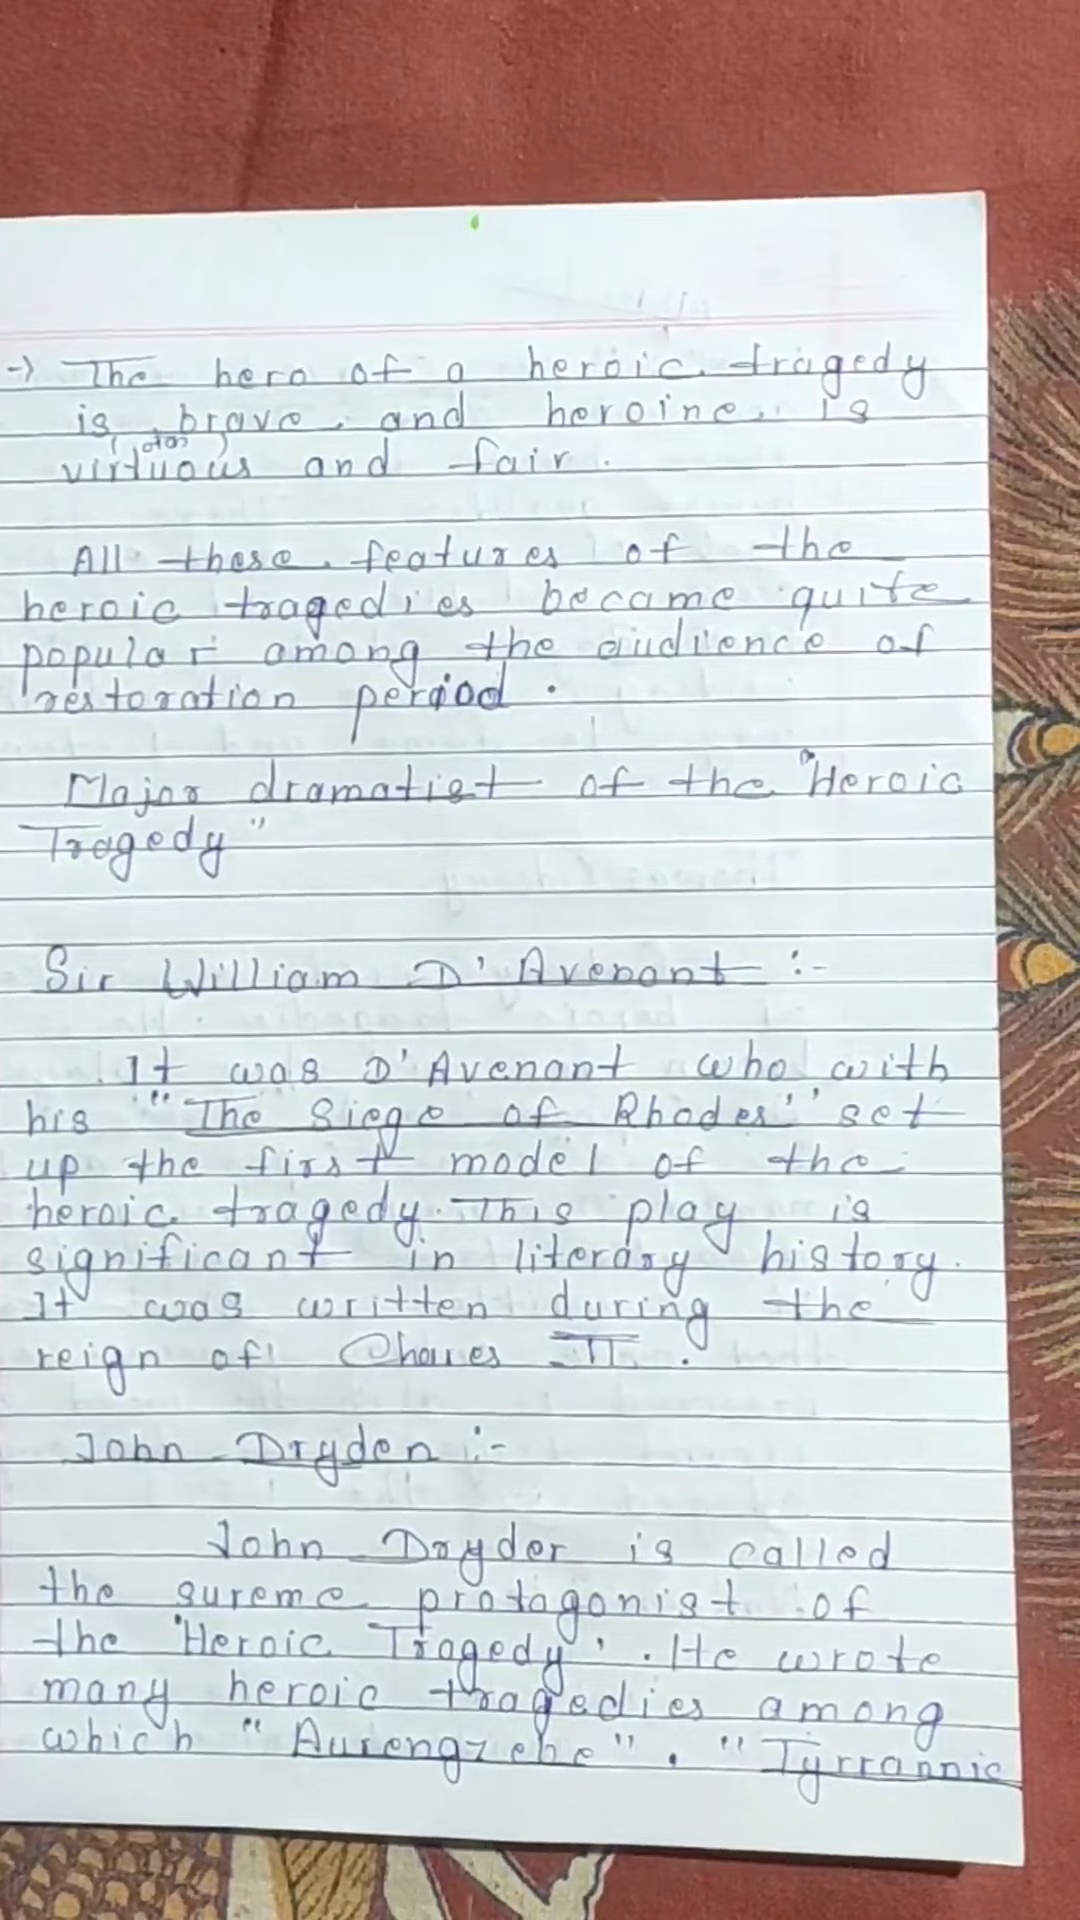 -> The hero of a heroic tragedy
is brave and heroine is
virtuous and fair.
All these features of the
heroic tragedies became quite
popular among the audience of
restoration period.
Major dramatist of the "Heroic
Tragedy"
Sir William D'Avenant :-
It was D'Avenant who with
his "The Siege of Rhodes" set
up the first model of the
heroic tragedy. This play is
significant in literary history.
It was written during the
reign of Charles II.
John Dryden :-
John Dryden is called
the sureme protagonist of
the 'Heroic Tragedy'. He wrote
many heroic tragedies among
which "Aurengzebe". "Tyrrannic